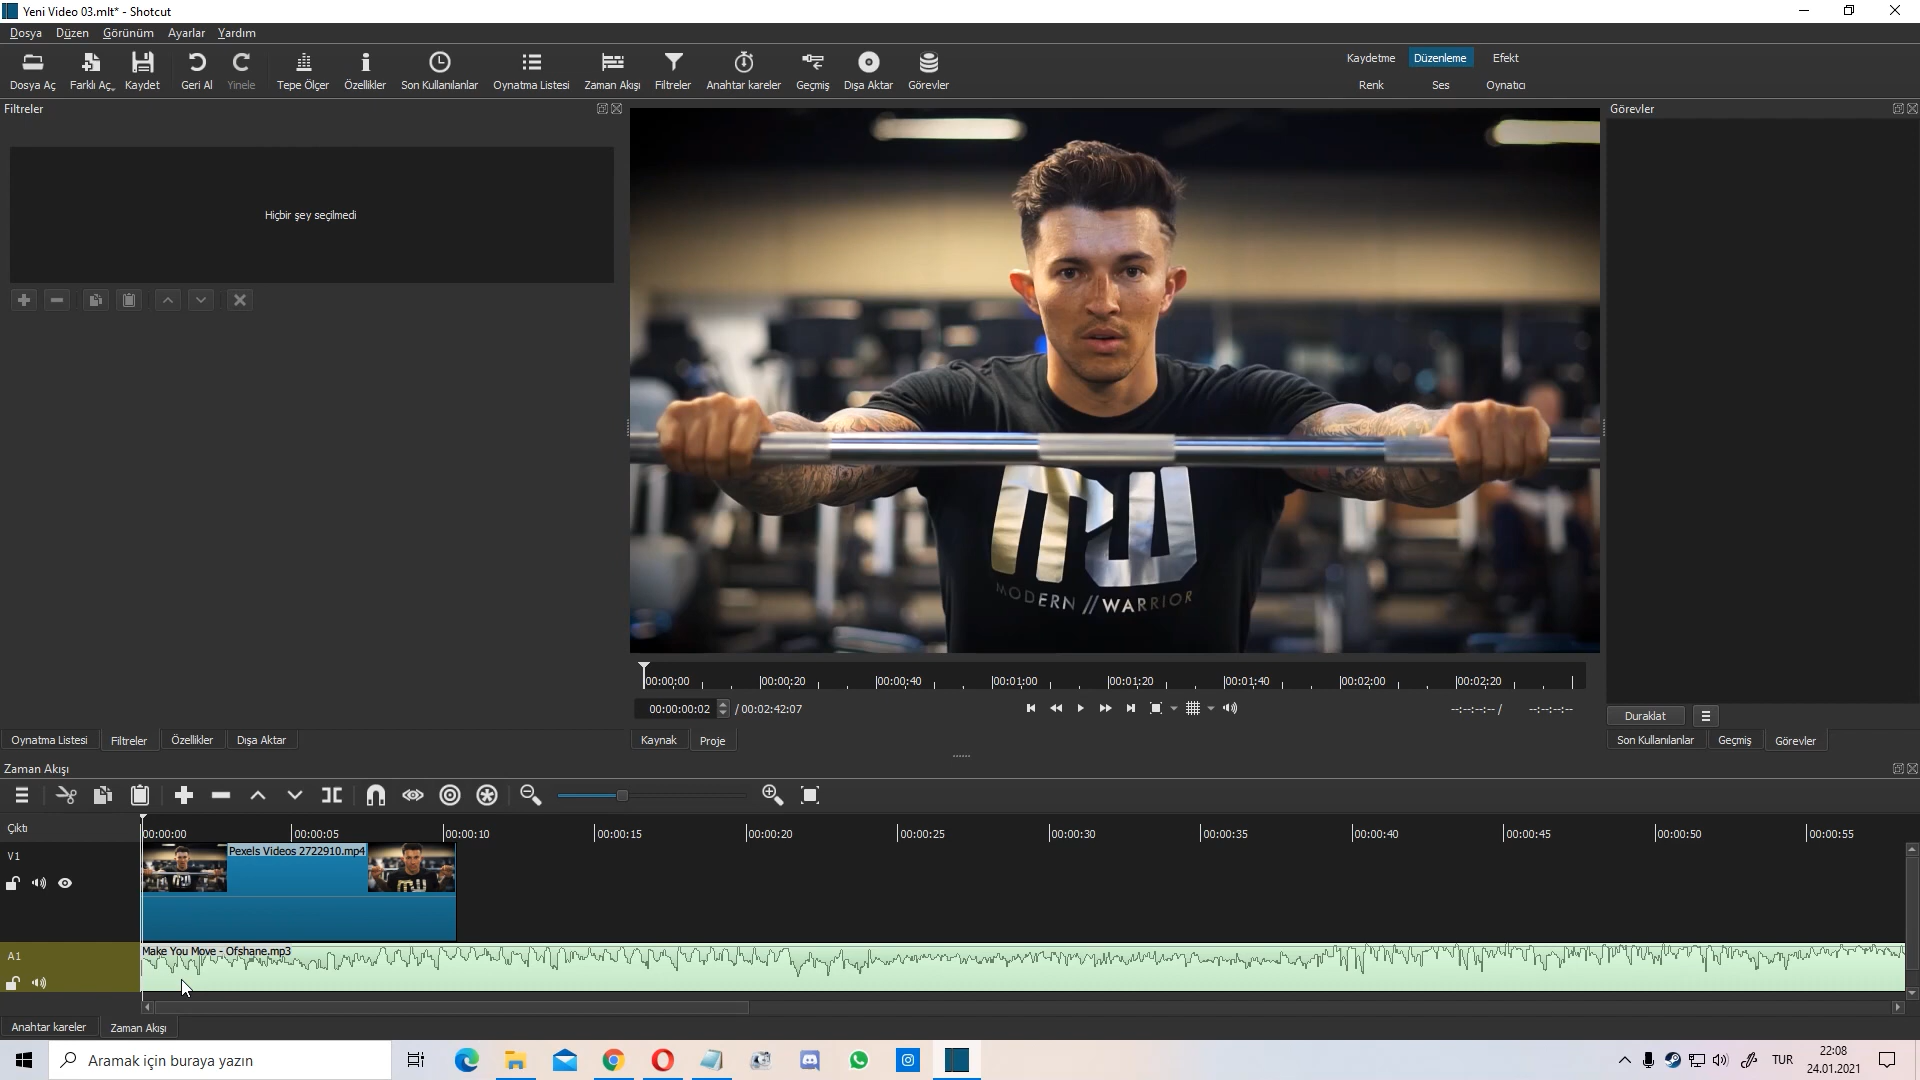 Yeni Video 03.mlt* - Shotcut
Dosya Düzen Görünüm Ayarlar Yardım
Dosya Aç Farklı Aç.. Kaydet Geri Al Yinele Tepe Ölçer Özellikler Son Kullanılanlar Oynatma Listesi Zaman Akışı Filtreler Anahtar kareler Geçmiş Dışa Aktar Görevler
Kaydetme Düzenleme Efekt
Renk Ses Oynatıcı
Filtreler
Hiçbir şey seçilmedi
Oynatma Listesi Filtreler Özellikler Dışa Aktar
MW
MODERN // WARRIOR
00:00:00 00:00:20 00:00:40 00:01:00 00:01:20 00:01:40 00:02:00 00:02:20
00:00:00:02 / 00:02:42:07
--:--:--:-- / --:--:--:--
Kaynak Proje
Görevler
Duraklat
Son Kullanılanlar Geçmiş Görevler
Zaman Akışı
Çıktı
00:00:00 00:00:05 00:00:10 00:00:15 00:00:20 00:00:25 00:00:30 00:00:35 00:00:40 00:00:45 00:00:50 00:00:55
V1
Pexels Videos 2722910.mp4
A1
Make You Move - Ofshane.mp3
Anahtar kareler Zaman Akışı
Aramak için buraya yazın
TUR
22:08
24.01.2021